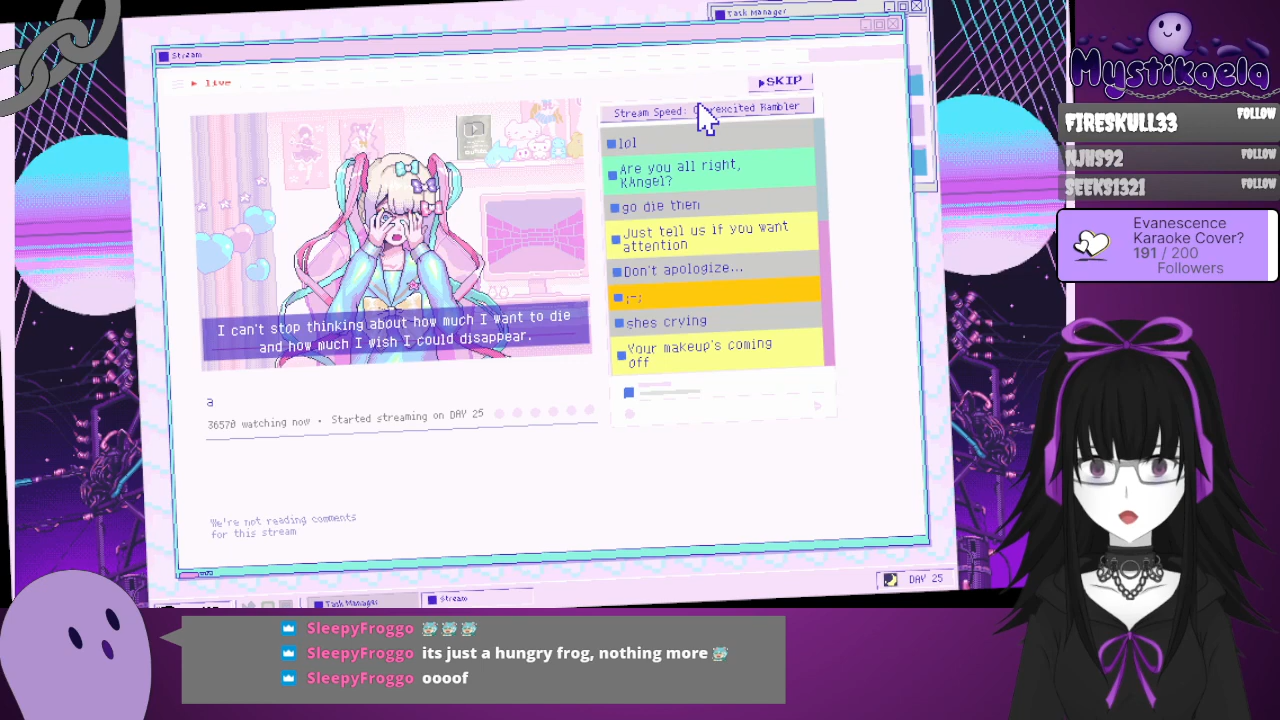 Task Manager
Stream
live
SKIP
Stream Speed: Overexcited Rambler
lol
Are you all right,
KAngel?
go die then
Just tell us if you want
attention
Don't apologize...
;-;
shes crying
Your makeup's coming
off
I can't stop thinking about how much I want to die
and how much I wish I could disappear.
a
36570 watching now • Started streaming on DAY 25
We're not reading comments
for this stream
DAY 25
Task Manager
Stream
Mystikaela
FIRESKULL33 FOLLOW
NJHS92 FOLLOW
SEEKS1321 FOLLOW
Evanescence
Karaoke Cover?
191 / 200
Followers
SleepyFroggo
SleepyFroggo its just a hungry frog, nothing more
SleepyFroggo oooof